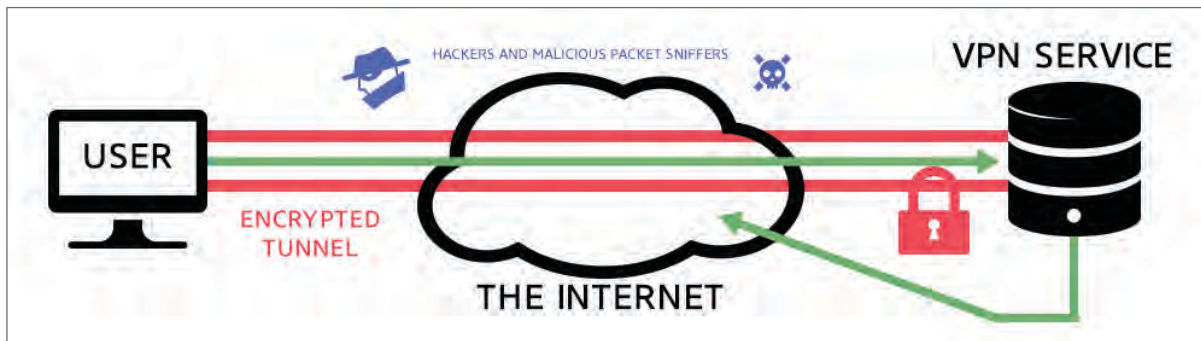 HACKERS AND MALICIOUS PACKET SNIFFERS
VPN SERVICE
USER
ENCRYPTED
TUNNEL
THE INTERNET